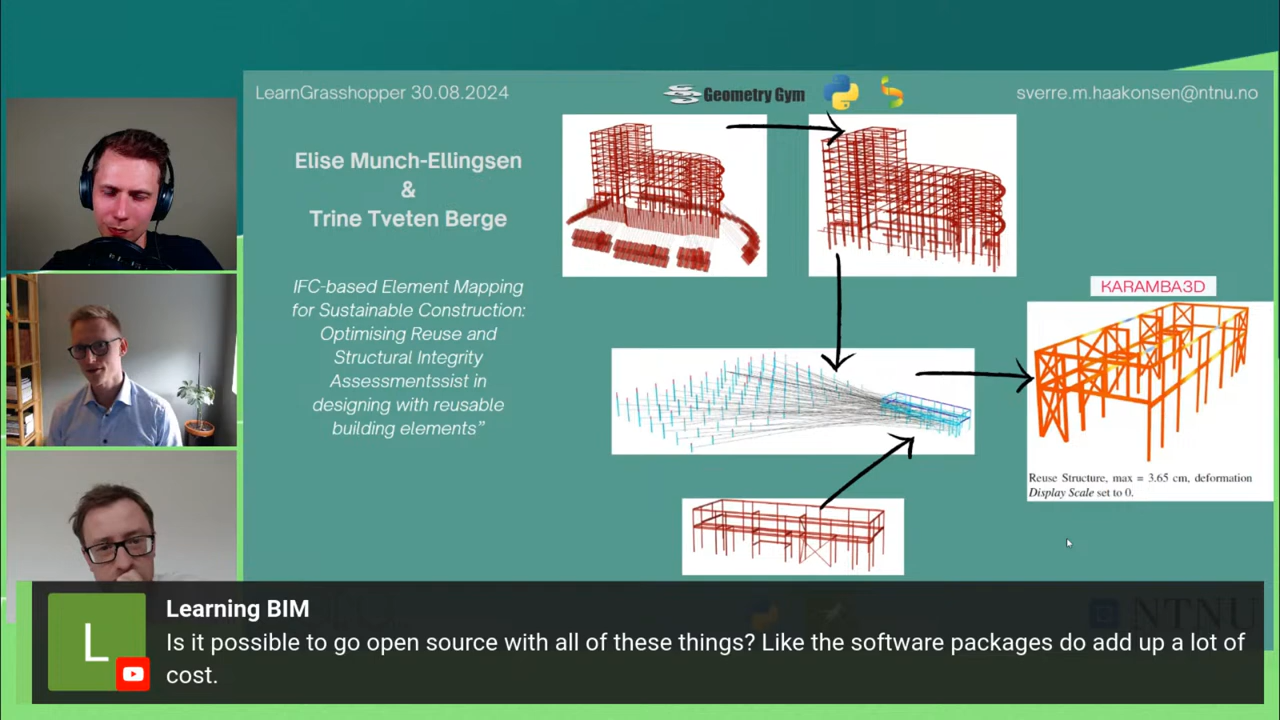 LearnGrasshopper 30.08.2024
Geometry Gym
sverre.m.haakonsen@ntnu.no
Elise Munch-Ellingsen
&
Trine Tveten Berge
IFC-based Element Mapping
for Sustainable Construction:
Optimising Reuse and
Structural Integrity
Assessmentssist in
designing with reusable
building elements”
KARAMBA3D
Reuse Structure, max = 3.65 cm, deformation
Display Scale set to 0.
NTNU
L
Learning BIM
Is it possible to go open source with all of these things? Like the software packages do add up a lot of
cost.